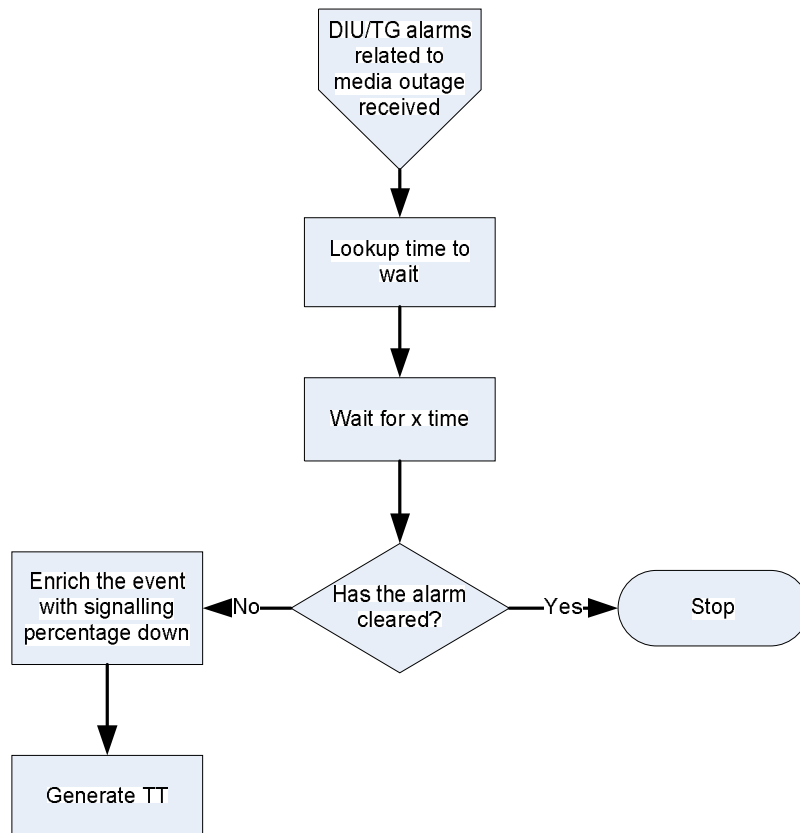 DIU/TG alarms
related to
media outage
received
Lookup time to
wait
Wait for x time
Has the alarm
cleared?
No
Yes
Stop
Enrich the event
with signalling
percentage down
Generate TT